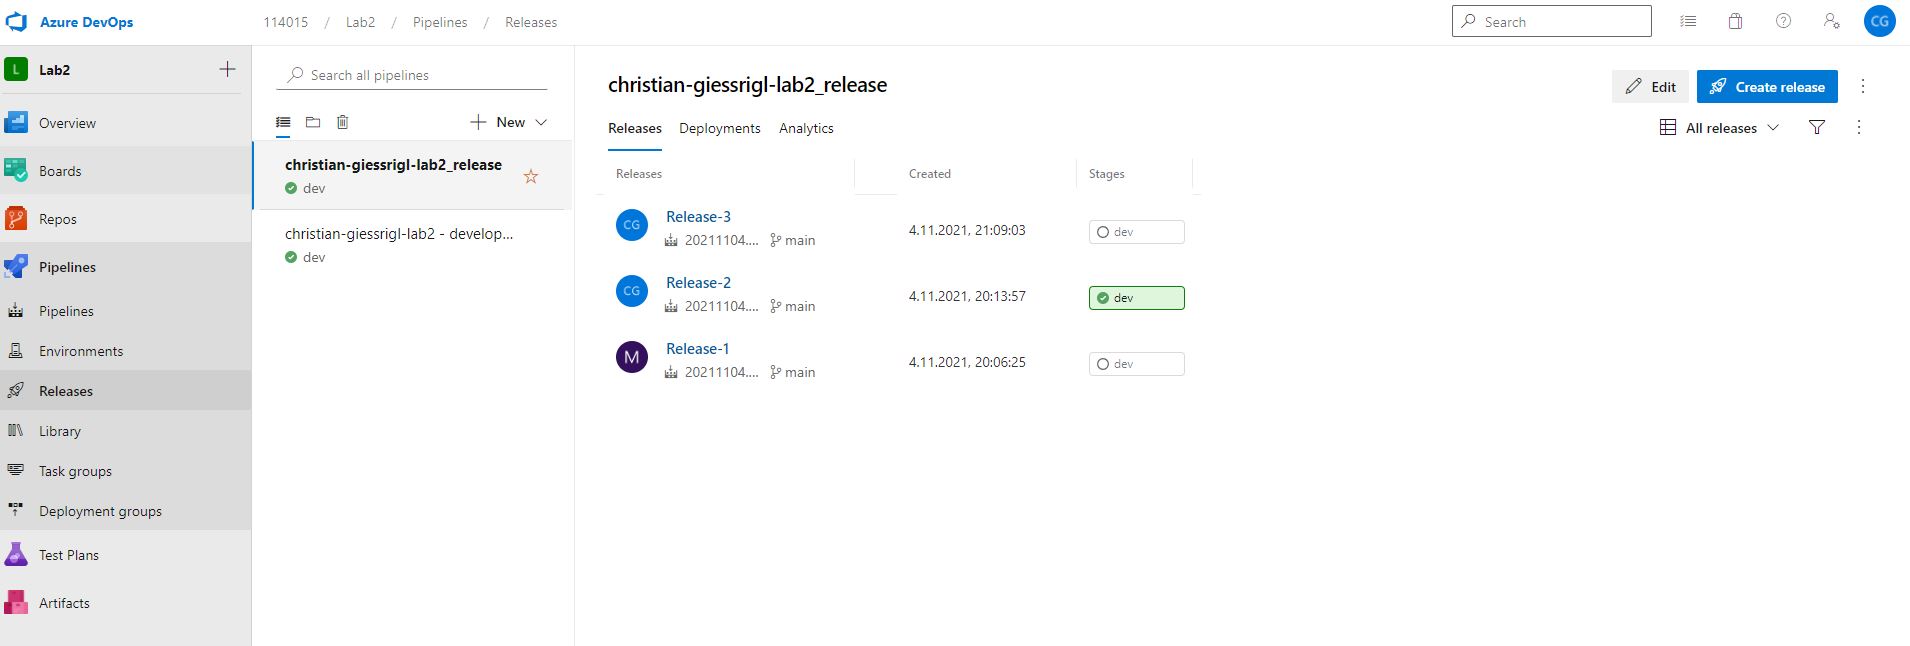 Azure DevOps
114015 / Lab2 / Pipelines / Releases
Search
CG
L Lab2
Overview
Boards
Repos
Pipelines
Pipelines
Environments
Releases
Library
Task groups
Deployment groups
Test Plans
Artifacts
Search all pipelines
New
christian-giessrigl-lab2_release
dev
christian-giessrigl-lab2 - develop...
dev
christian-giessrigl-lab2_release
Edit
Create release
Releases Deployments Analytics
All releases
Releases Created Stages
CG Release-3 4.11.2021, 21:09:03 dev
20211104.... main
CG Release-2 4.11.2021, 20:13:57 dev
20211104.... main
M Release-1 4.11.2021, 20:06:25 dev
20211104.... main